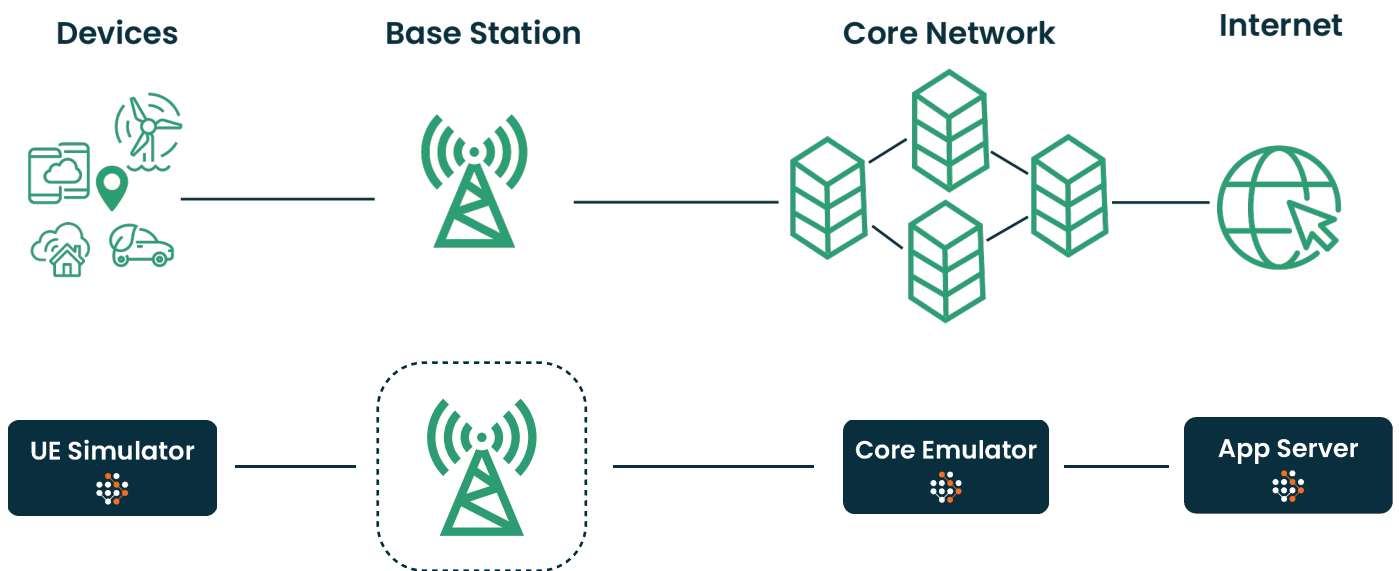 Devices
Base Station
Core Network
Internet
UE Simulator
Core Emulator
App Server